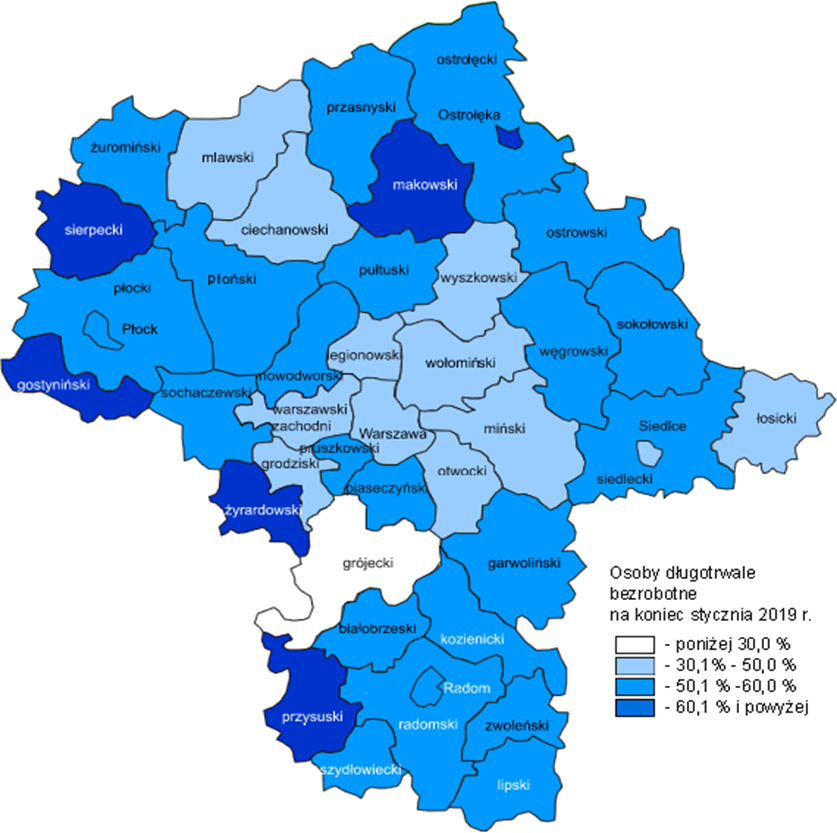 ostrołęcki
przasnyski
Ostrołęka
żuromiński
mlawski
makowski
sierpecki
ciechanowski
ostrowski
pułtuski
płoński
wyszkowski
płocki
Płock
sokołowski
legionowski
wołomiński
węgrowski
nowodworski
gostyniński
sochaczewski
warszawski
zachodni
Warszawa
miński
Siedlce
łosicki
pruszkowski
grodziski
otwocki
siedlecki
piaseczyński
żyrardowski
grójecki
garwoliński
Osoby długotrwale
bezrobotne
na koniec stycznia 2019 r.
- poniżej 30,0 %
- 30,1% - 50,0 %
- 50,1 % -60,0 %
- 60,1 % i powyżej
białobrzeski
kozienicki
Radom
przysuski
radomski
zwoleński
szydłowiecki
lipski